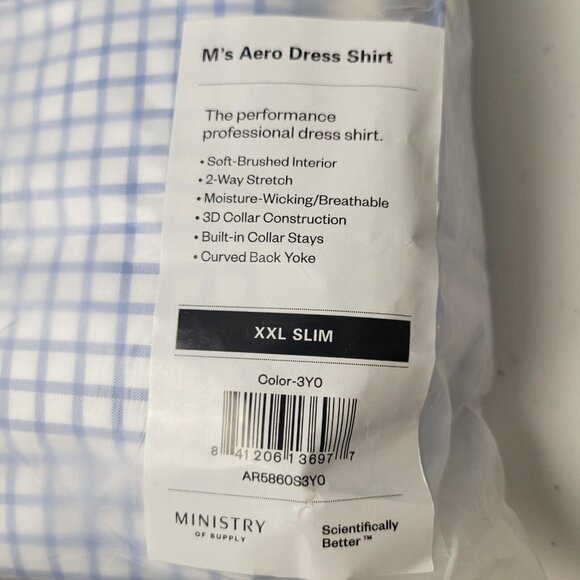 M's Aero Dress Shirt
The performance
professional dress shirt.
• Soft-Brushed Interior
• 2-Way Stretch
• Moisture-Wicking/Breathable
• 3D Collar Construction
• Built-in Collar Stays
• Curved Back Yoke
XXL SLIM
Color-3Y0
8 41206 13697 7
AR5860S3Y0
MINISTRY
OF SUPPLY
Scientifically
Better™